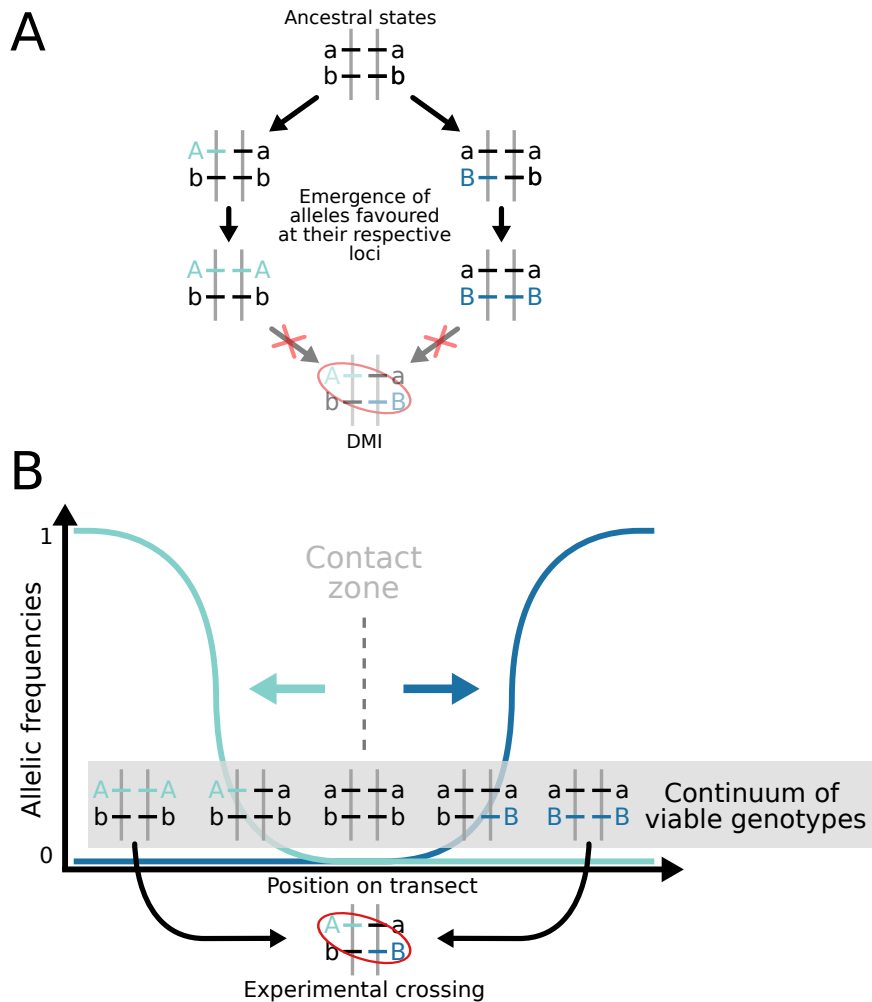 A
Ancestral states
a a
b b
A a
b b
a a
B b
Emergence of
alleles favoured
at their respective
loci
A A
b b
a a
B B
A a
b B
DMI
B
1
Contact
zone
Allelic frequencies
A A
b b
A a
b b
a a
b b
a a
b B
a a
B B
Continuum of
viable genotypes
0
Position on transect
A a
b B
Experimental crossing